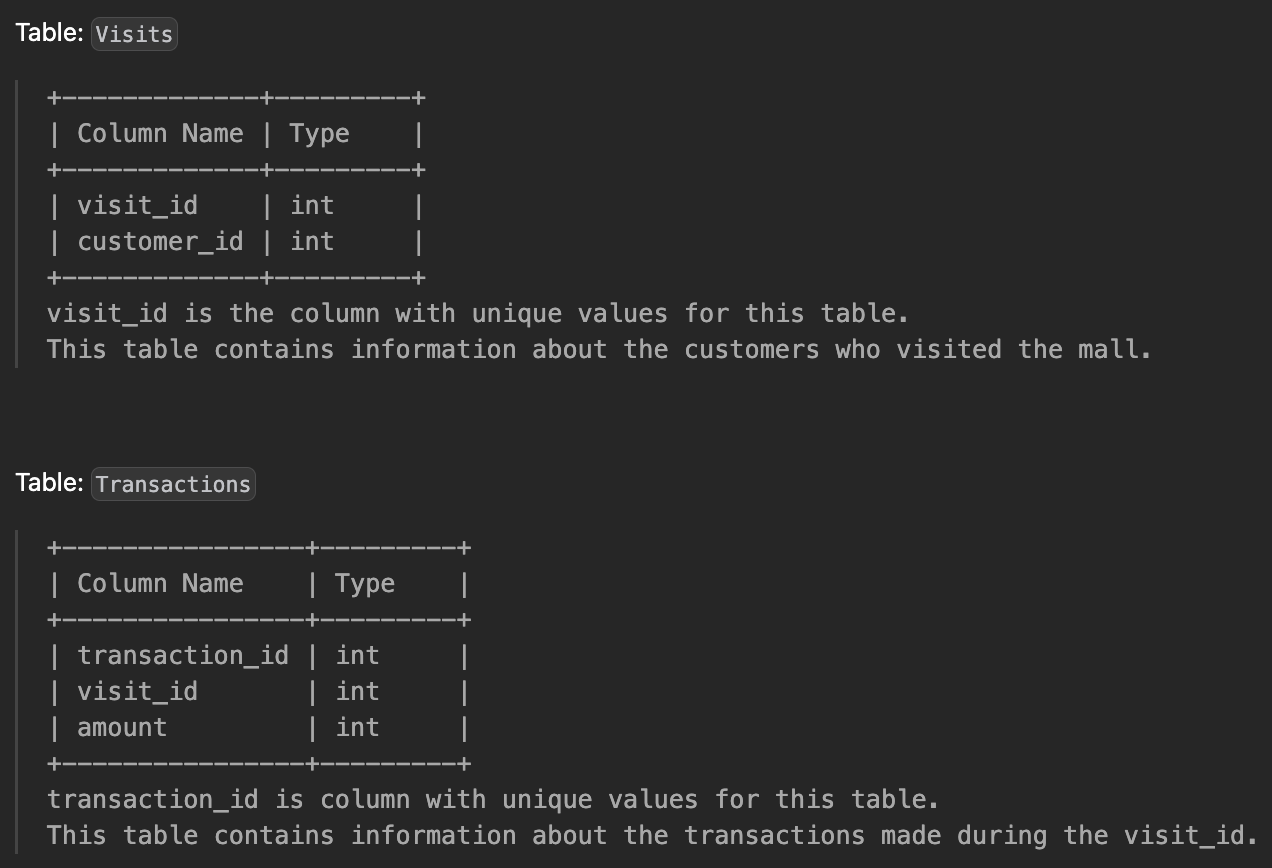 Table: Visits
+-------------+---------+
| Column Name | Type    |
+-------------+---------+
| visit_id    | int     |
| customer_id | int     |
+-------------+---------+
visit_id is the column with unique values for this table.
This table contains information about the customers who visited the mall.
Table: Transactions
+----------------+---------+
| Column Name    | Type    |
+----------------+---------+
| transaction_id | int     |
| visit_id       | int     |
| amount         | int     |
+----------------+---------+
transaction_id is column with unique values for this table.
This table contains information about the transactions made during the visit_id.